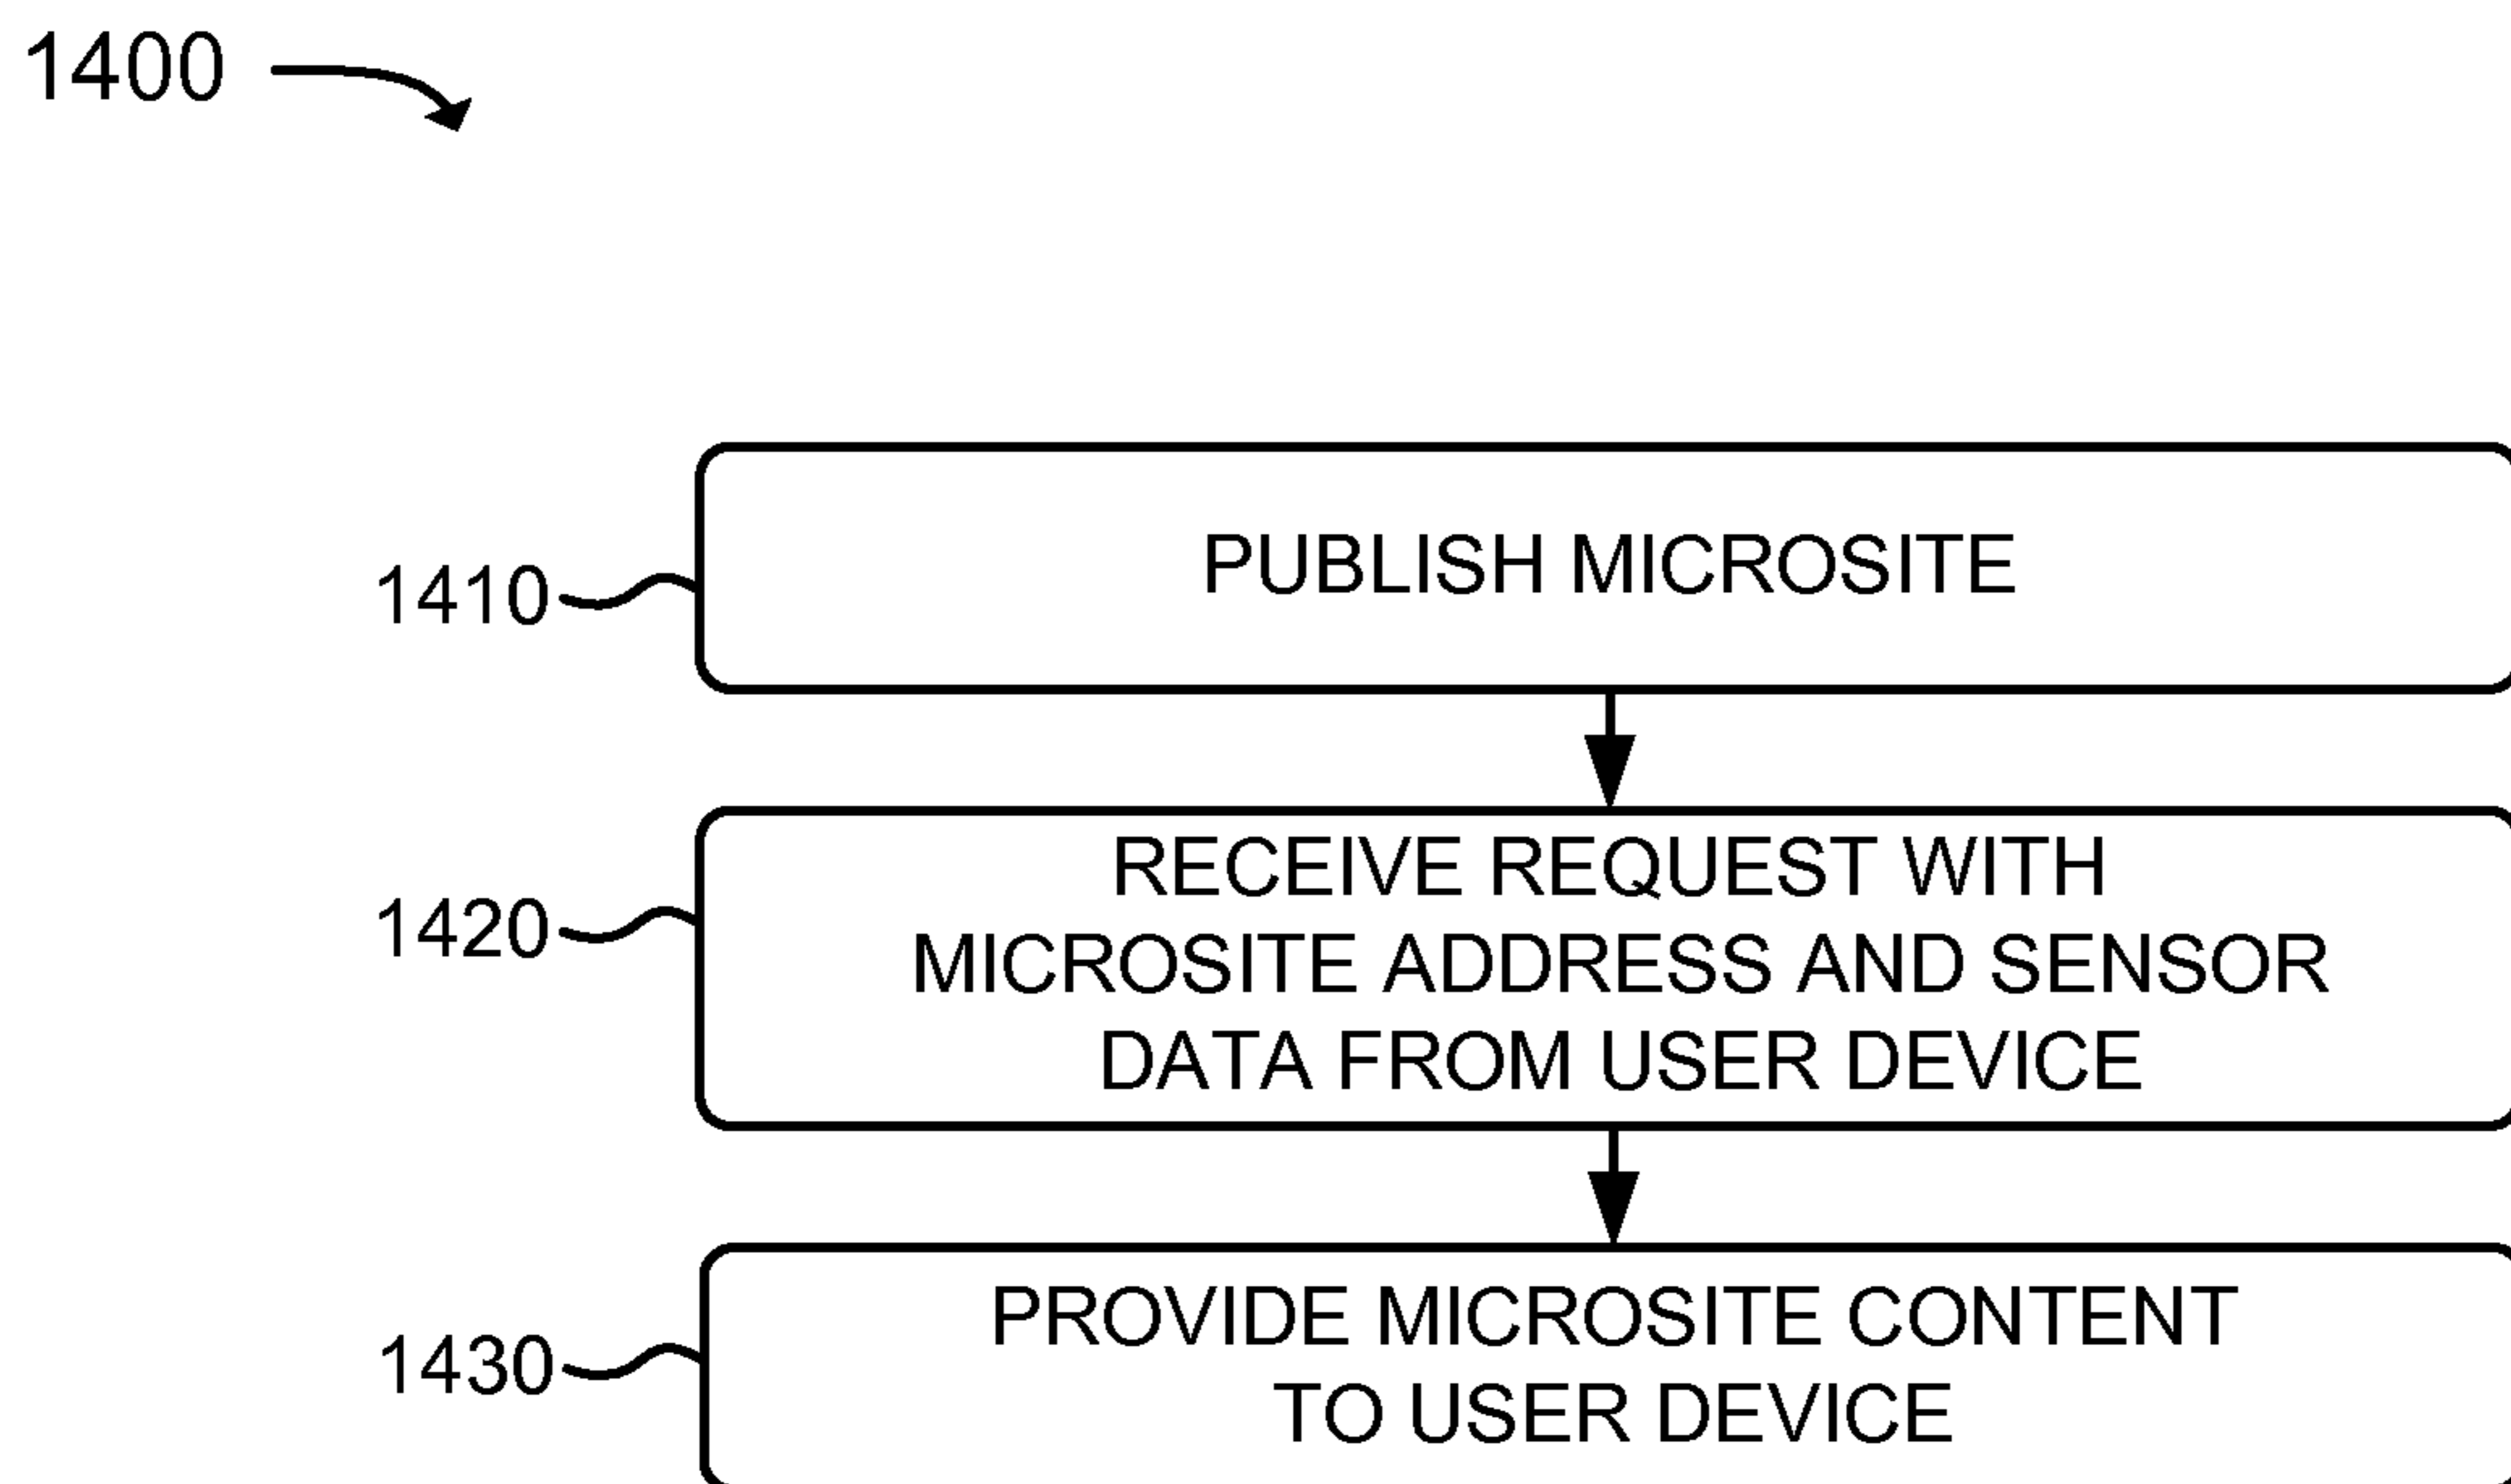 1400
1410
PUBLISH MICROSITE
1420
RECEIVE REQUEST WITH
MICROSITE ADDRESS AND SENSOR
DATA FROM USER DEVICE
1430
PROVIDE MICROSITE CONTENT
TO USER DEVICE